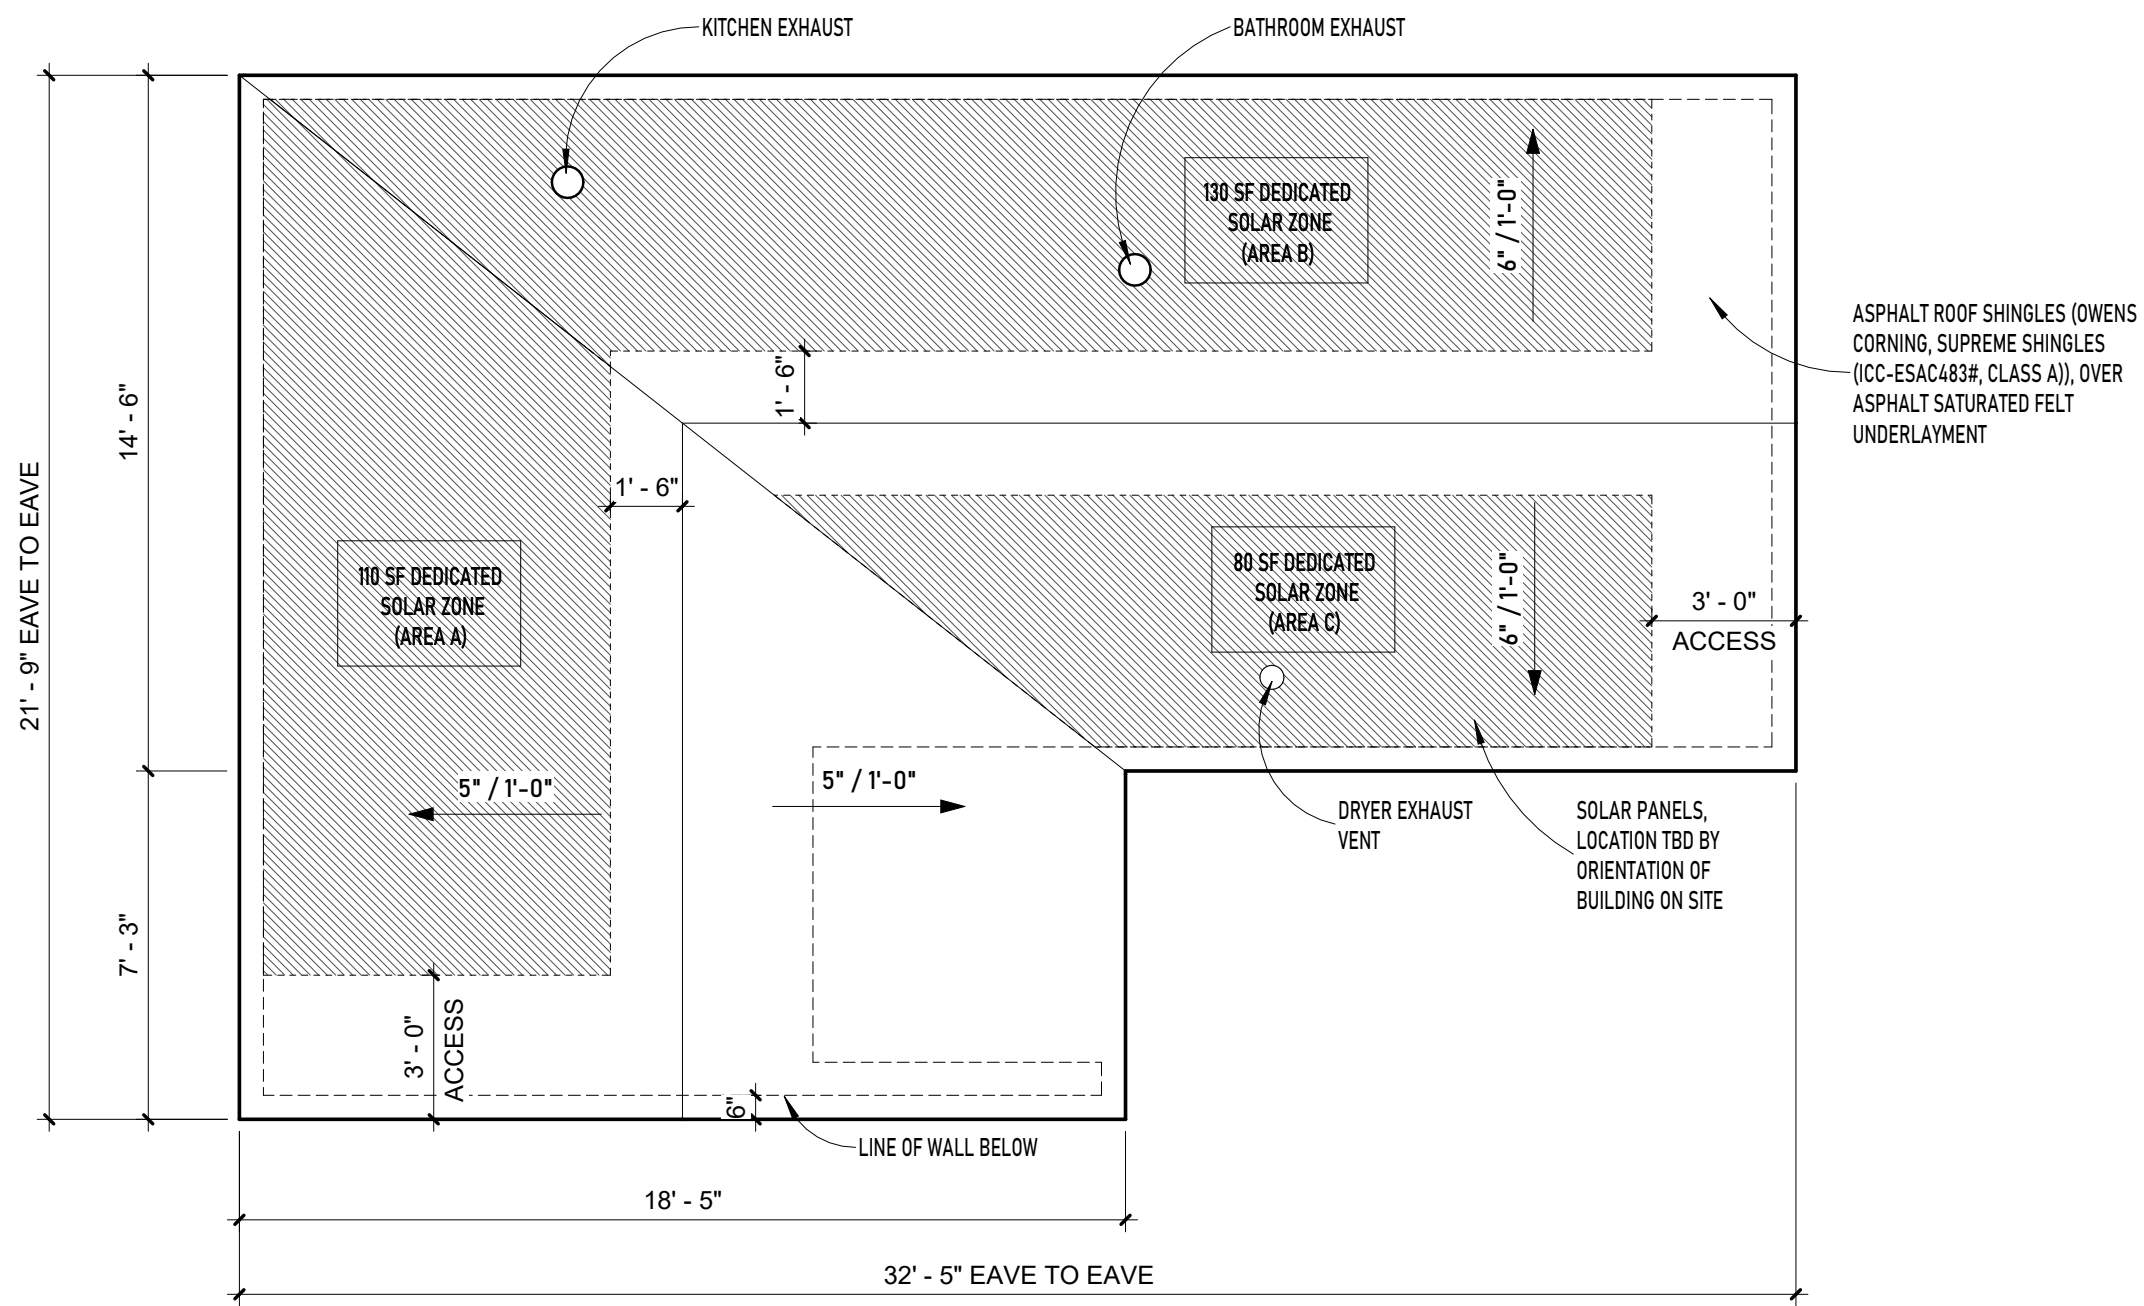 KITCHEN EXHAUST
BATHROOM EXHAUST
130 SF DEDICATED
SOLAR ZONE
(AREA B)
6" / 1'-0"
ASPHALT ROOF SHINGLES (OWENS
CORNING, SUPREME SHINGLES
(ICC-ESAC483#, CLASS A)), OVER
ASPHALT SATURATED FELT
UNDERLAYMENT
1' - 6"
14' - 6"
21' - 9" EAVE TO EAVE
1' - 6"
110 SF DEDICATED
SOLAR ZONE
(AREA A)
80 SF DEDICATED
SOLAR ZONE
(AREA C)
6" / 1'-0"
3' - 0"
ACCESS
5" / 1'-0"
5" / 1'-0"
DRYER EXHAUST
VENT
SOLAR PANELS,
LOCATION TBD BY
ORIENTATION OF
BUILDING ON SITE
7' - 3"
3' - 0"
ACCESS
6"
LINE OF WALL BELOW
18' - 5"
32' - 5" EAVE TO EAVE